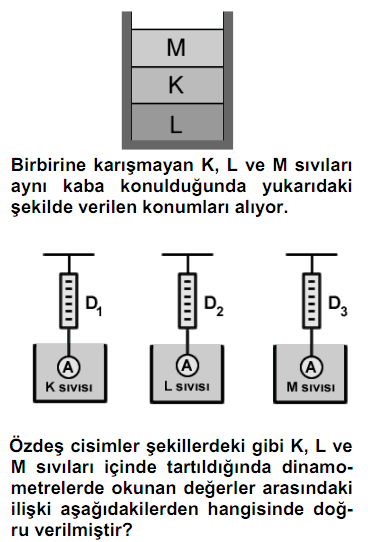 M
K
L
Birbirine karışmayan K, L ve M sıvıları
aynı kaba konulduğunda yukarıdaki
şekilde verilen konumları alıyor.
D1 D2 D3
A A A
K SIVISI L SIVISI M SIVISI
Özdeş cisimler şekillerdeki gibi K, L ve
M sıvıları içinde tartıldığında dinamo-
metrelerde okunan değerler arasındaki
ilişki aşağıdakilerden hangisinde doğ-
ru verilmiştir?